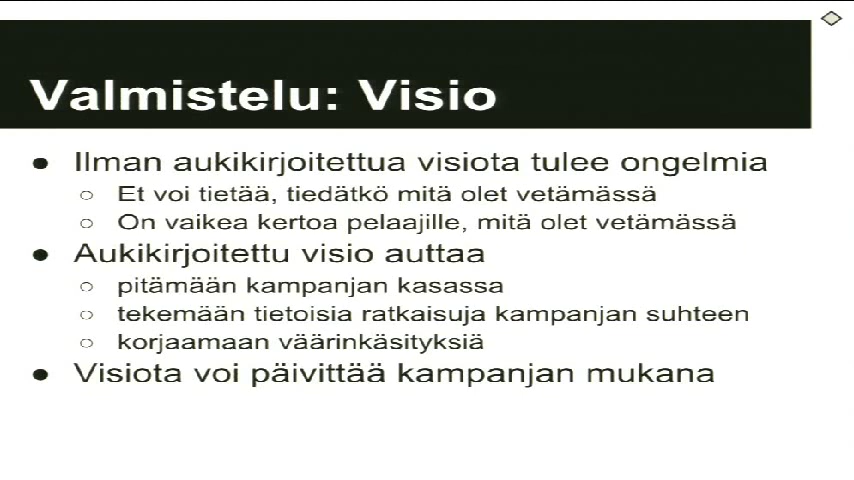 Valmistelu: Visio
● Ilman aukikirjoitettua visiota tulee ongelmia
○ Et voi tietää, tiedätkö mitä olet vetämässä
○ On vaikea kertoa pelaajille, mitä olet vetämässä
● Aukikirjoitettu visio auttaa
○ pitämään kampanjan kasassa
○ tekemään tietoisia ratkaisuja kampanjan suhteen
○ korjaamaan väärinkäsityksiä
● Visiota voi päivittää kampanjan mukana